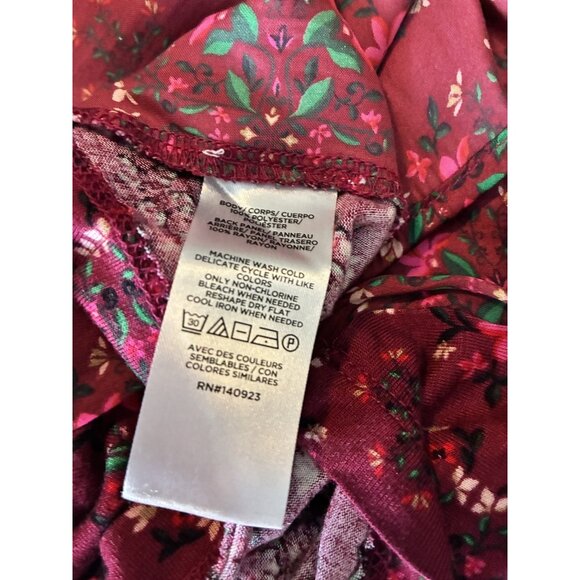 BODY/ CORPS/ CUERPO
100% POLYESTER/
POLIESTER
BACK PANEL/ PANNEAU
ARRIÈRE/ PANEL TRASERO
100% RAYON/ RAYONNE/
RAYON
MACHINE WASH COLD
DELICATE CYCLE WITH LIKE
COLORS
ONLY NON-CHLORINE
BLEACH WHEN NEEDED
RESHAPE DRY FLAT
COOL IRON WHEN NEEDED
30 P
AVEC DES COULEURS
SEMBLABLES / CON
COLORES SIMILARES
RN#140923